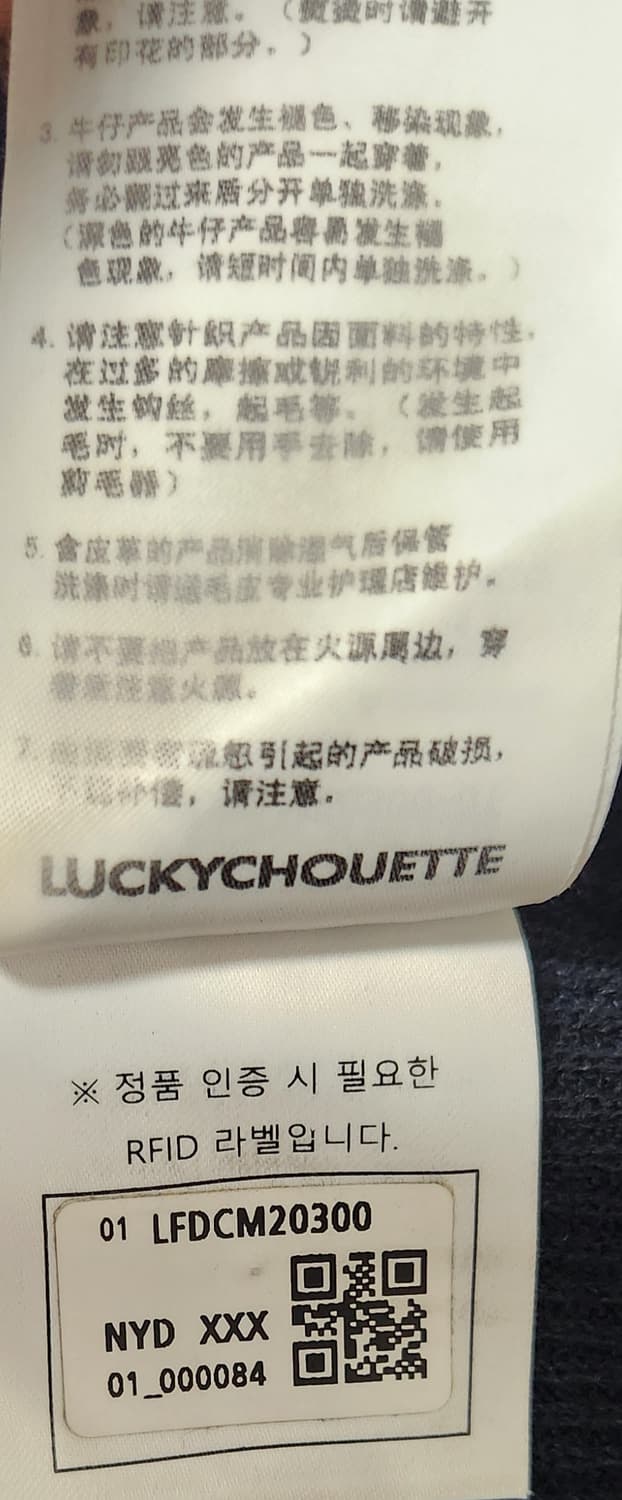 象，请注意。（熨烫时请避开
有印花的部分。）
3. 牛仔产品会发生褪色、移染现象，
请勿跟亮色的产品一起穿着，
务必翻过来后分开单独洗涤。
（深色的牛仔产品容易发生褪
色现象，请短时间内单独洗涤。）
4. 请注意针织产品因面料的特性，
在过多的摩擦或锐利的环境中
发生钩丝，起毛等。（发生起
毛时，不要用手去除，请使用
剪毛器）
5. 含皮革的产品消除湿气后保管
洗涤时请送毛皮专业护理店维护。
6. 请不要把产品放在火源周边，穿
着后注意火源。
7. 因消费者疏忽引起的产品破损，
补偿，请注意。
LUCKYCHOUETTE
※ 정품 인증 시 필요한
RFID 라벨입니다.
01 LFDCM20300
NYD XXX
01_000084